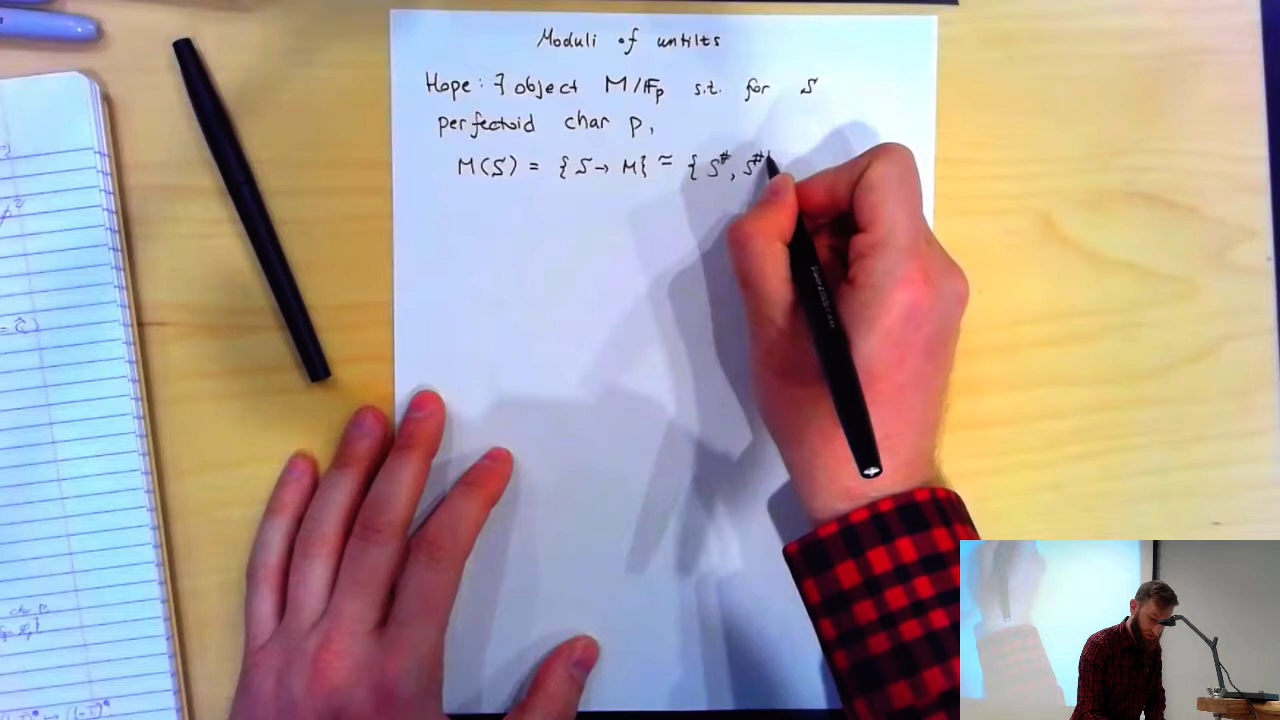 Moduli of untilts
Hope: ∃ object M/𝔽p s.t. for S
perfectoid char p,
M(S) = {S → M} ≃ { S#, S#